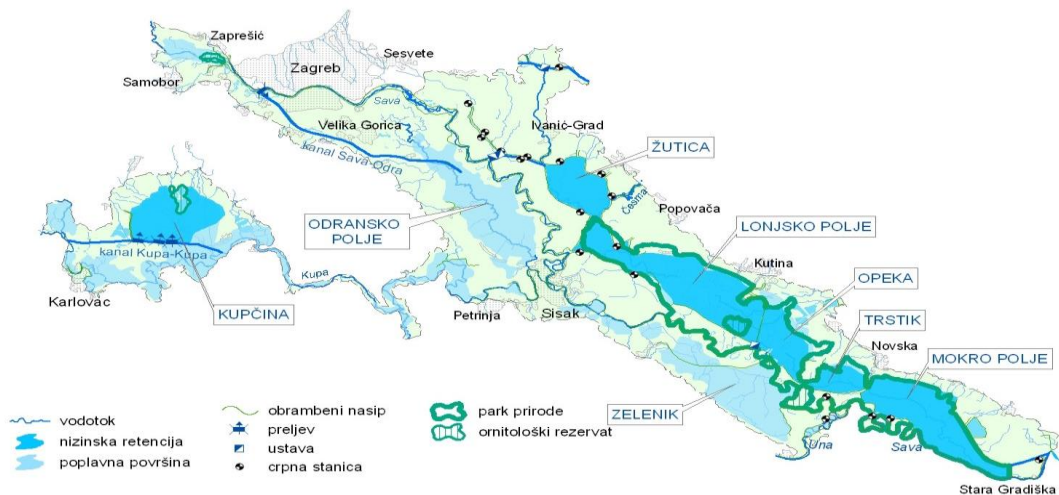 Zaprešić
Sesvete
Zagreb
Samobor
Sava
Velika Gorica
Ivanić-Grad
kanal Sava-Odra
ŽUTICA
Česma
Popovača
ODRANSKO
POLJE
LONJSKO POLJE
kanal Kupa-Kupa
Kutina
Kupa
OPEKA
Karlovac
KUPČINA
Petrinja
Sisak
TRSTIK
Novska
MOKRO POLJE
ZELENIK
Una
Sava
Stara Gradiška
vodotok
nizinska retencija
poplavna površina
obrambeni nasip
preljev
ustava
crpna stanica
park prirode
ornitološki rezervat